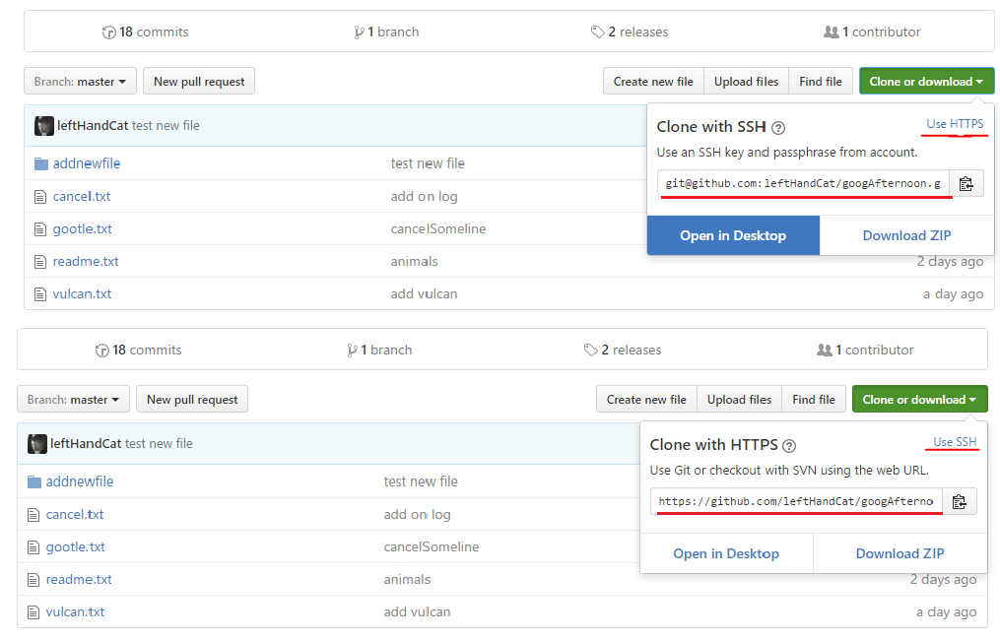 18 commits 1 branch 2 releases 1 contributor
Branch: master New pull request Create new file Upload files Find file Clone or download
leftHandCat test new file
Clone with SSH ? Use HTTPS
Use an SSH key and passphrase from account.
git@github.com:leftHandCat/googAfternoon.g
Open in Desktop Download ZIP
addnewfile test new file
cancel.txt add on log
gootle.txt cancelSomeline
readme.txt animals 2 days ago
vulcan.txt add vulcan a day ago
18 commits 1 branch 2 releases 1 contributor
Branch: master New pull request Create new file Upload files Find file Clone or download
leftHandCat test new file
Clone with HTTPS ? Use SSH
Use Git or checkout with SVN using the web URL.
https://github.com/leftHandCat/googAfterno
Open in Desktop Download ZIP
addnewfile test new file
cancel.txt add on log
gootle.txt cancelSomeline
readme.txt animals 2 days ago
vulcan.txt add vulcan a day ago